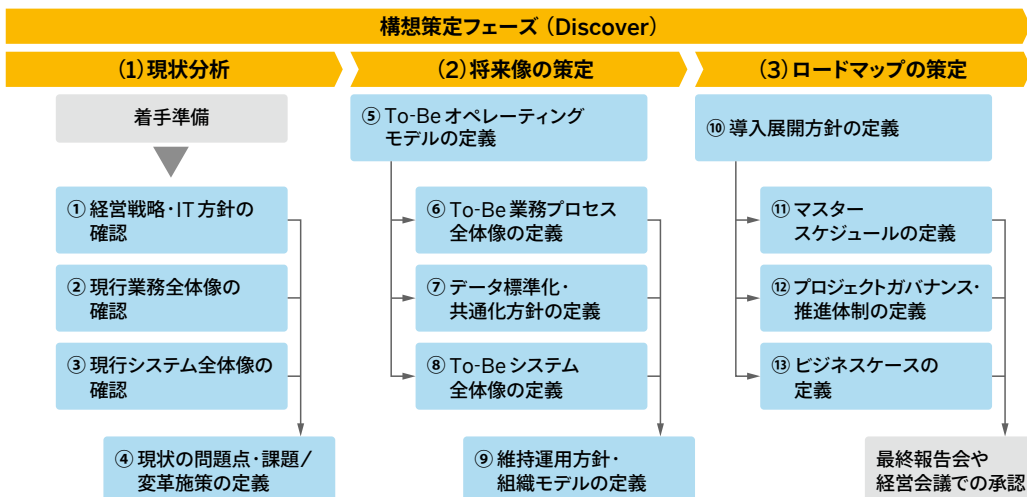 構想策定フェーズ(Discover)
(1)現状分析
(2)将来像の策定
(3)ロードマップの策定
着手準備
① 経営戦略・IT方針の
確認
② 現行業務全体像の
確認
③ 現行システム全体像の
確認
④ 現状の問題点・課題/
変革施策の定義
⑤ To-Beオペレーティング
モデルの定義
⑥ To-Be業務プロセス
全体像の定義
⑦ データ標準化・
共通化方針の定義
⑧ To-Beシステム
全体像の定義
⑨ 維持運用方針・
組織モデルの定義
⑩ 導入展開方針の定義
⑪ マスター
スケジュールの定義
⑫ プロジェクトガバナンス・
推進体制の定義
⑬ ビジネスケースの
定義
最終報告会や
経営会議での承認